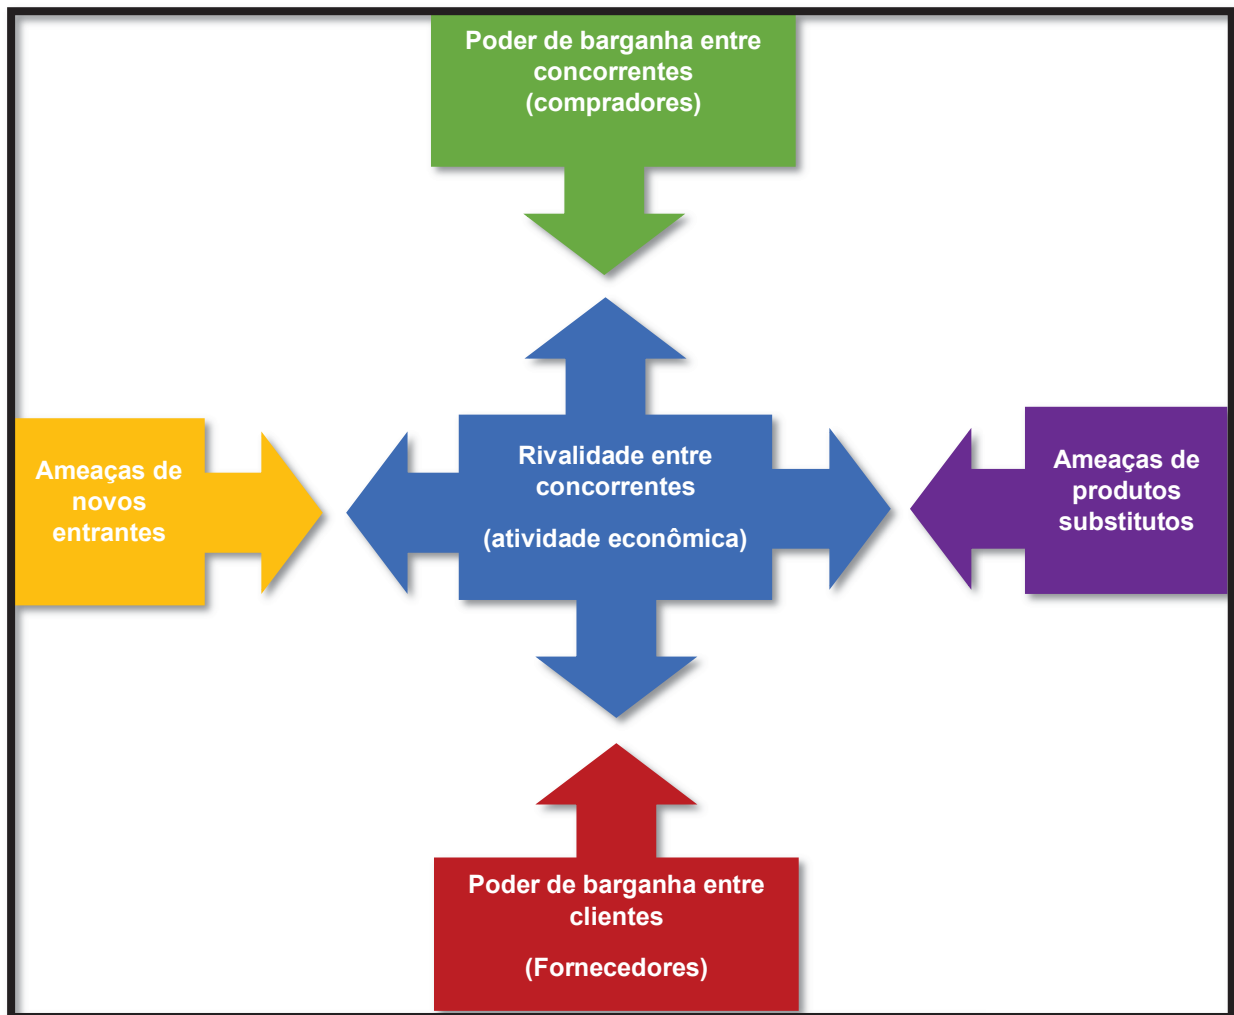 Poder de barganha entre
concorrentes
(compradores)
Ameaças de
novos
entrantes
Rivalidade entre
concorrentes
(atividade econômica)
Ameaças de
produtos
substitutos
Poder de barganha entre
clientes
(Fornecedores)